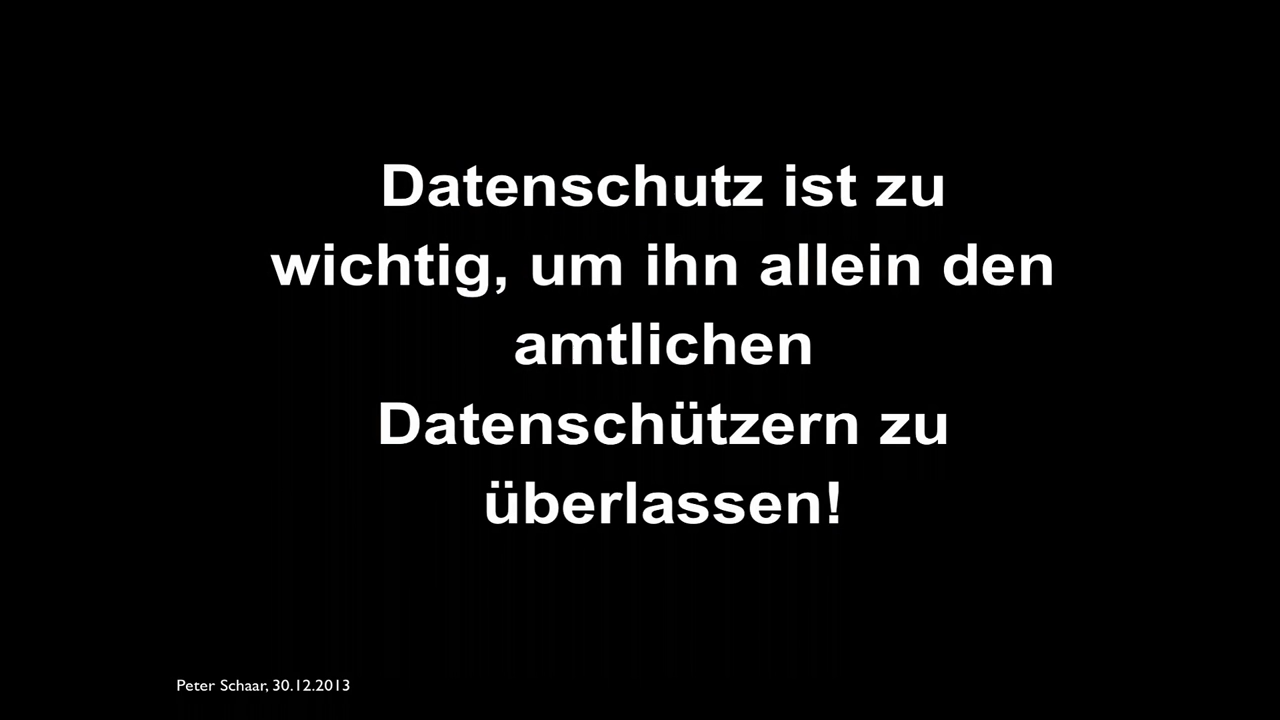 Datenschutz ist zu
wichtig, um ihn allein den
amtlichen
Datenschützern zu
überlassen!
Peter Schaar, 30.12.2013